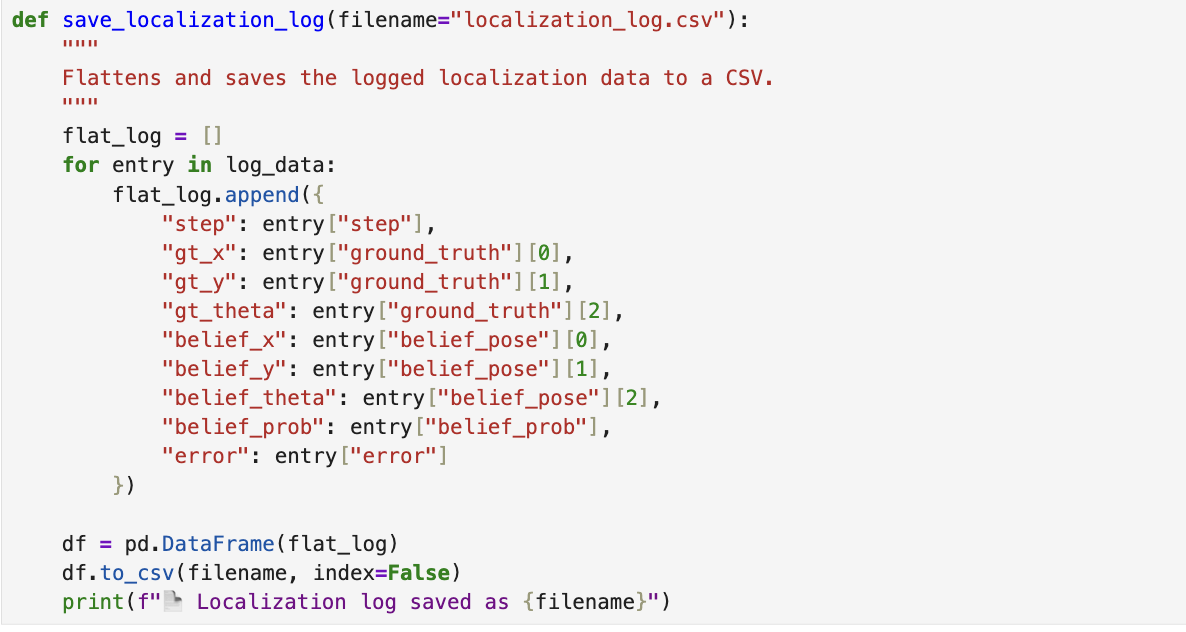 def save_localization_log(filename="localization_log.csv"):
    """
    Flattens and saves the logged localization data to a CSV.
    """
    flat_log = []
    for entry in log_data:
        flat_log.append({
            "step": entry["step"],
            "gt_x": entry["ground_truth"][0],
            "gt_y": entry["ground_truth"][1],
            "gt_theta": entry["ground_truth"][2],
            "belief_x": entry["belief_pose"][0],
            "belief_y": entry["belief_pose"][1],
            "belief_theta": entry["belief_pose"][2],
            "belief_prob": entry["belief_prob"],
            "error": entry["error"]
        })

    df = pd.DataFrame(flat_log)
    df.to_csv(filename, index=False)
    print(f"📄 Localization log saved as {filename}")